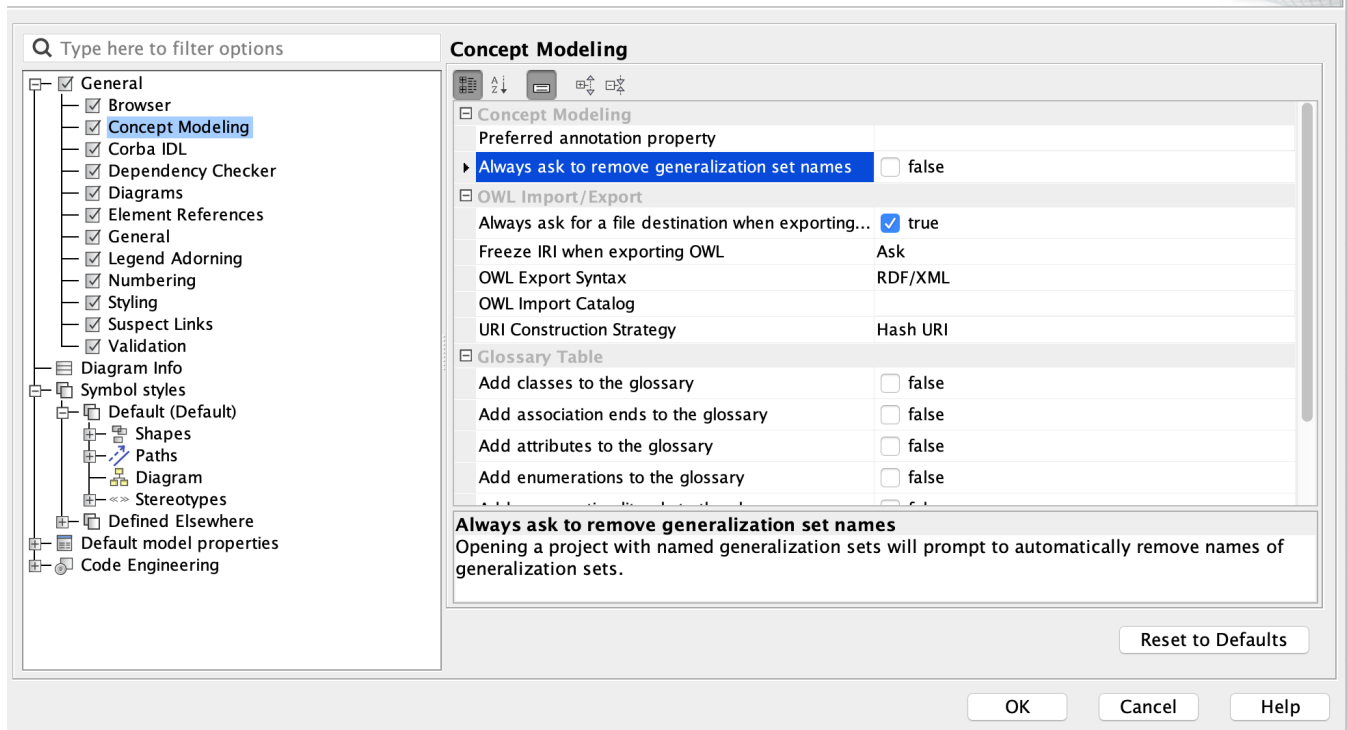 Type here to filter options
General
Browser
Concept Modeling
Corba IDL
Dependency Checker
Diagrams
Element References
General
Legend Adorning
Numbering
Styling
Suspect Links
Validation
Diagram Info
Symbol styles
Default (Default)
Shapes
Paths
Diagram
Stereotypes
Defined Elsewhere
Default model properties
Code Engineering
Concept Modeling
Concept Modeling
Preferred annotation property
Always ask to remove generalization set names false
OWL Import/Export
Always ask for a file destination when exporting... true
Freeze IRI when exporting OWL Ask
OWL Export Syntax RDF/XML
OWL Import Catalog
URI Construction Strategy Hash URI
Glossary Table
Add classes to the glossary false
Add association ends to the glossary false
Add attributes to the glossary false
Add enumerations to the glossary false
Always ask to remove generalization set names
Opening a project with named generalization sets will prompt to automatically remove names of
generalization sets.
Reset to Defaults
OK Cancel Help